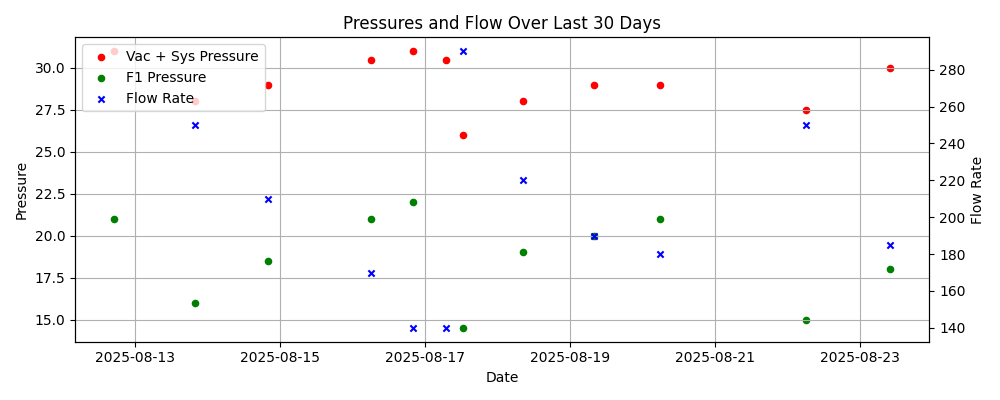 Pressures and Flow Over Last 30 Days
Vac + Sys Pressure
F1 Pressure
Flow Rate
Pressure
30.0
27.5
25.0
22.5
20.0
17.5
15.0
280
260
240
220
200
180
160
140
Flow Rate
2025-08-13 2025-08-15 2025-08-17 2025-08-19 2025-08-21 2025-08-23
Date